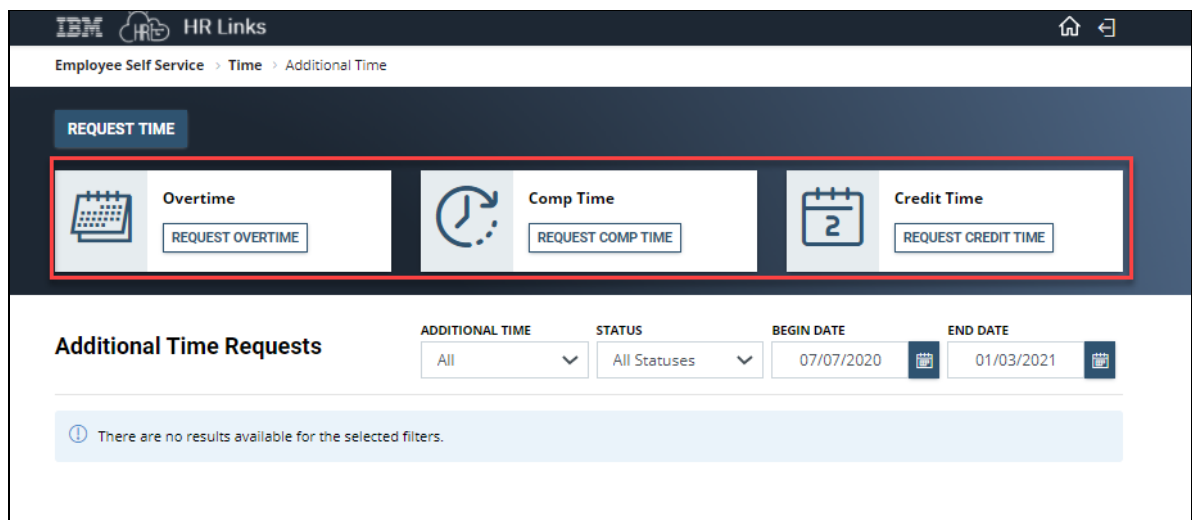 IBM HR HR Links
Employee Self Service > Time > Additional Time
REQUEST TIME
Overtime
REQUEST OVERTIME
Comp Time
REQUEST COMP TIME
2
Credit Time
REQUEST CREDIT TIME
Additional Time Requests
ADDITIONAL TIME
All
STATUS
All Statuses
BEGIN DATE
07/07/2020
END DATE
01/03/2021
There are no results available for the selected filters.